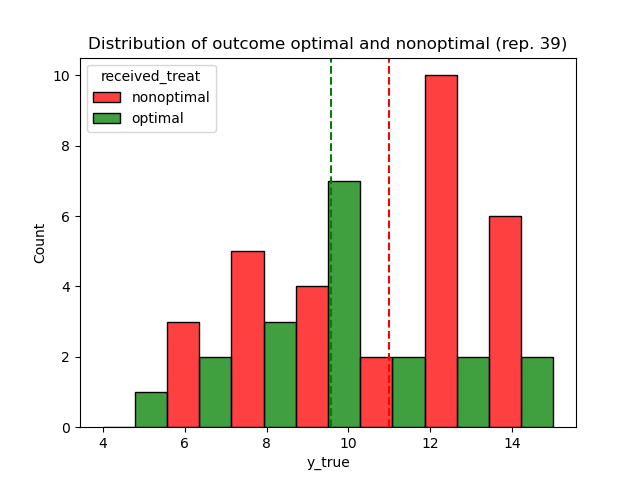 Distribution of outcome optimal and nonoptimal (rep. 39)
received_treat
nonoptimal
optimal
Count
10
8
6
4
2
0
4 6 8 10 12 14
y_true